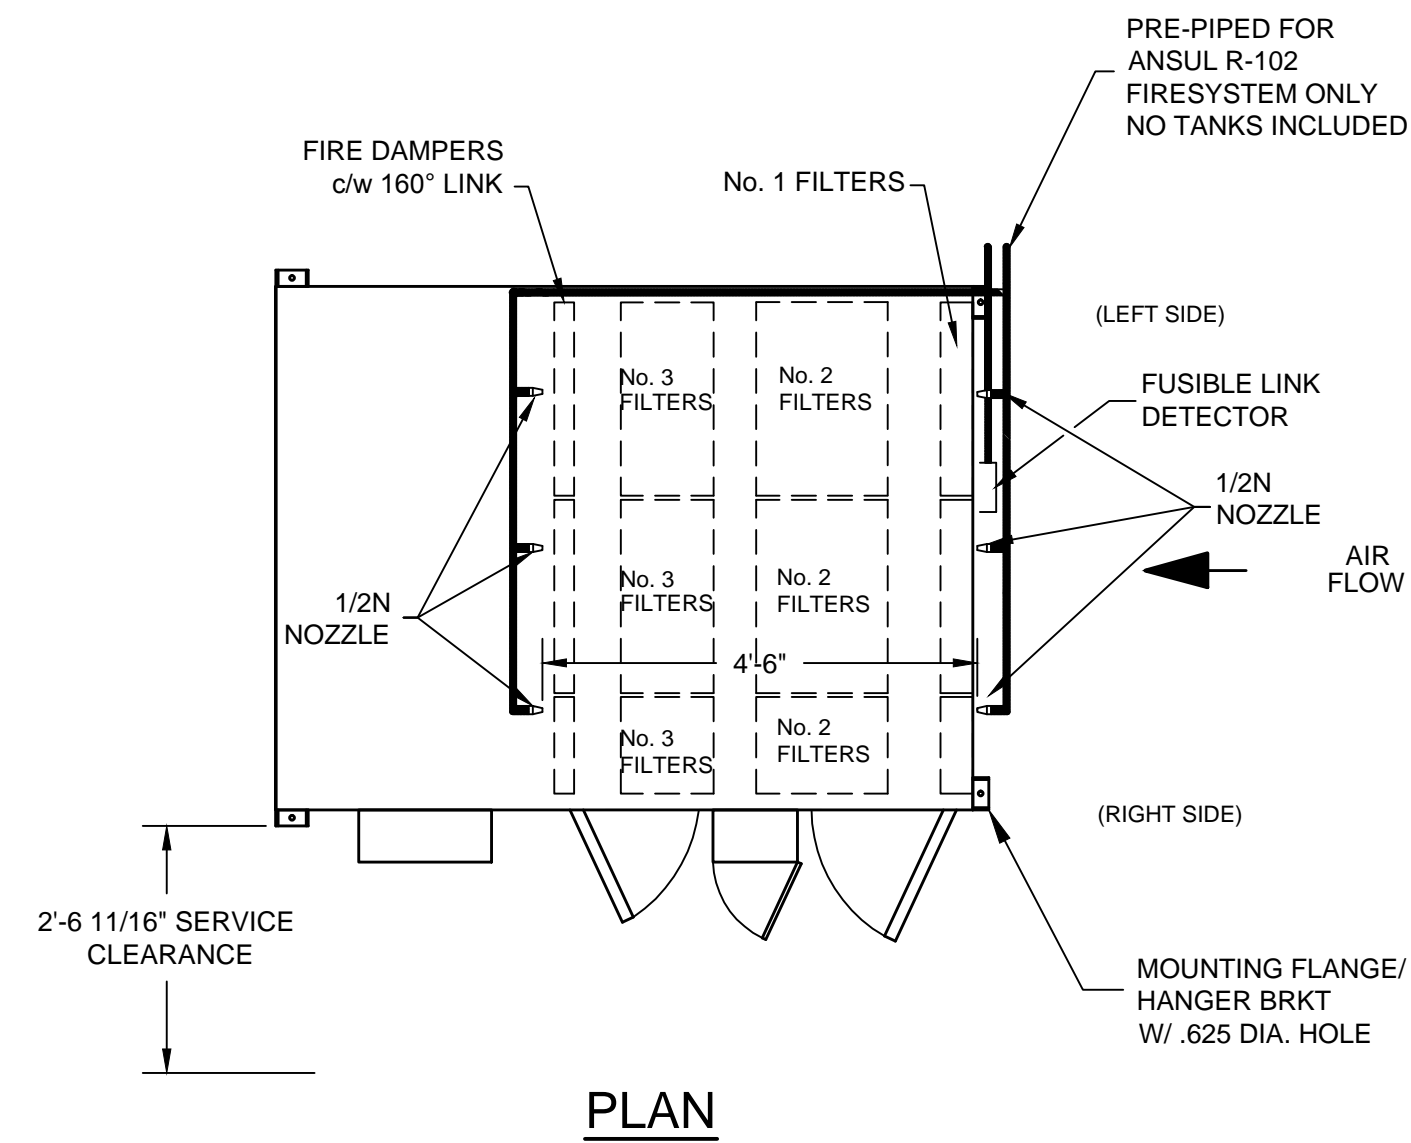 PRE-PIPED FOR
ANSUL R-102
FIRESYSTEM ONLY
NO TANKS INCLUDED
FIRE DAMPERS
c/w 160° LINK
No. 1 FILTERS
(LEFT SIDE)
No. 3
FILTERS
No. 2
FILTERS
FUSIBLE LINK
DETECTOR
1/2N
NOZZLE
AIR
FLOW
No. 3
FILTERS
No. 2
FILTERS
1/2N
NOZZLE
4'-6"
No. 3
FILTERS
No. 2
FILTERS
(RIGHT SIDE)
2'-6 11/16" SERVICE
CLEARANCE
MOUNTING FLANGE/
HANGER BRKT
W/ .625 DIA. HOLE
PLAN